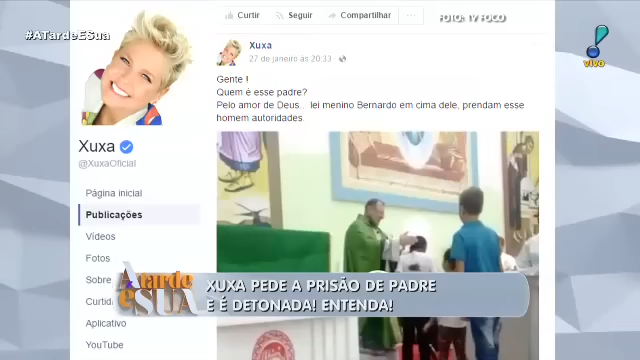 #ATardeÉSua
Curtir
Seguir
Compartilhar
...
FOTO: TV FOCO
vivo
Xuxa
27 de janeiro às 20:33
Gente !
Quem é esse padre?
Pelo amor de Deus... lei menino Bernardo em cima dele, prendam esse
homem autoridades.
Xuxa
@XuxaOficial
Página inicial
Publicações
Vídeos
Fotos
Sobre
Curtid
Aplicativo
YouTube
A tarde
é SUA
XUXA PEDE A PRISÃO DE PADRE
E É DETONADA! ENTENDA!